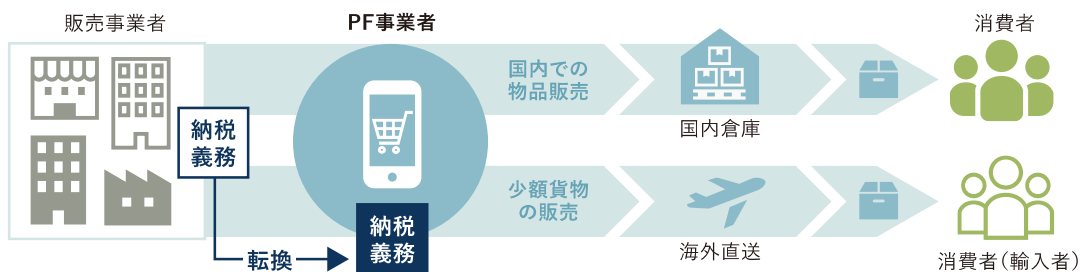 販売事業者
PF事業者
消費者
国内での
物品販売
国内倉庫
納税
義務
少額貨物
の販売
海外直送
納税
義務
転換
消費者（輸入者）